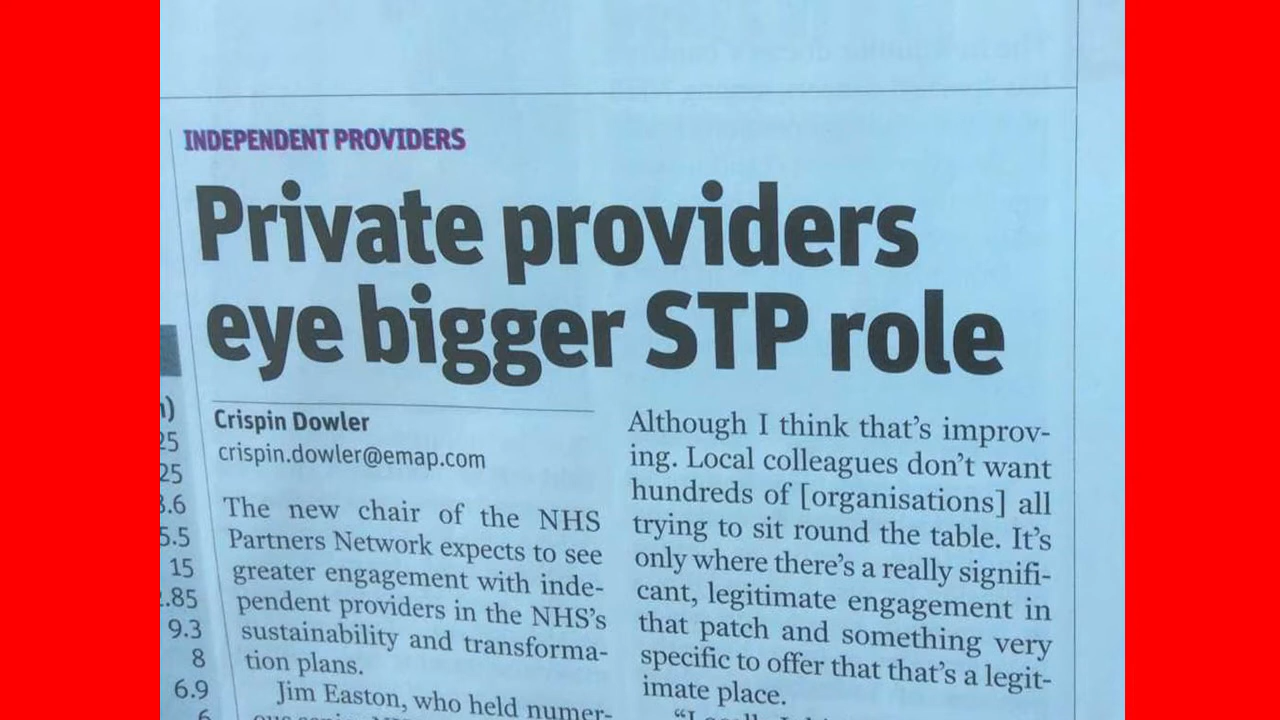 INDEPENDENT PROVIDERS
Private providers
eye bigger STP role
Crispin Dowler
crispin.dowler@emap.com
The new chair of the NHS
Partners Network expects to see
greater engagement with inde-
pendent providers in the NHS's
sustainability and transforma-
tion plans.
Jim Easton, who held numer-
Although I think that's improv-
ing. Local colleagues don't want
hundreds of [organisations] all
trying to sit round the table. It's
only where there's a really signifi-
cant, legitimate engagement in
that patch and something very
specific to offer that that's a legit-
imate place.
25
25
5.5
15
.85
9.3
8
6.9